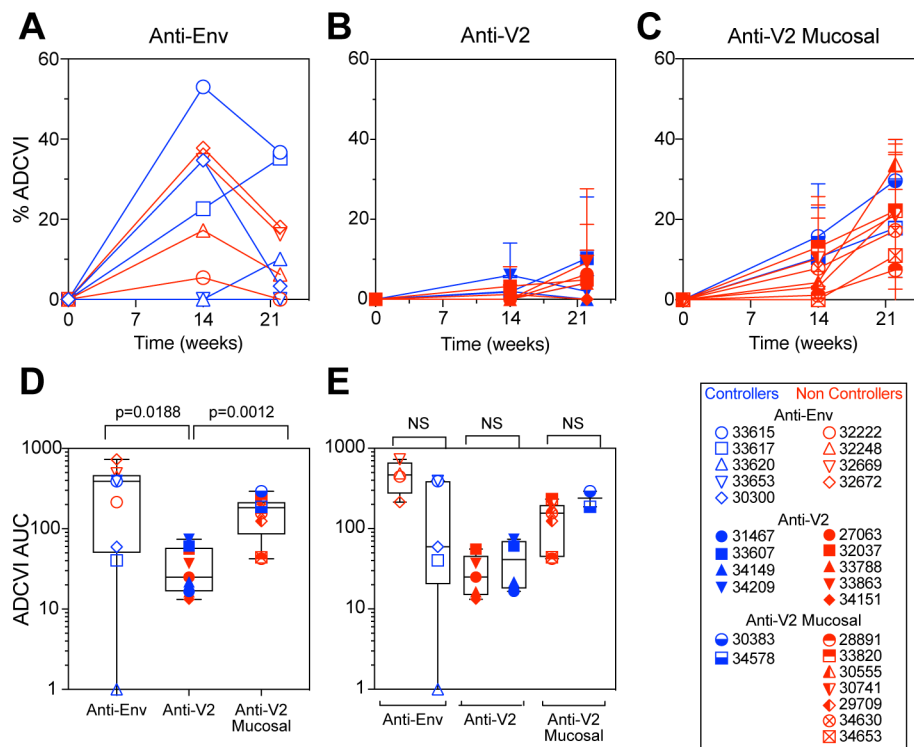 A
Anti-Env
B
Anti-V2
C
Anti-V2 Mucosal
% ADCVI
60
40
20
0
0
7
14
21
Time (weeks)
60
40
20
0
0
7
14
21
Time (weeks)
60
40
20
0
0
7
14
21
Time (weeks)
D
p=0.0188
p=0.0012
ADCVI AUC
1000
100
10
1
Anti-Env
Anti-V2
Anti-V2
Mucosal
E
NS
NS
NS
1000
100
10
1
Anti-Env
Anti-V2
Anti-V2
Mucosal
Controllers Non Controllers
Anti-Env
33615 32222
33617 32248
33620 32669
33653 32672
30300
Anti-V2
31467 27063
33607 32037
34149 33788
34209 33863
34151
Anti-V2 Mucosal
30383 28891
34578 33820
30555
30741
29709
34630
34653